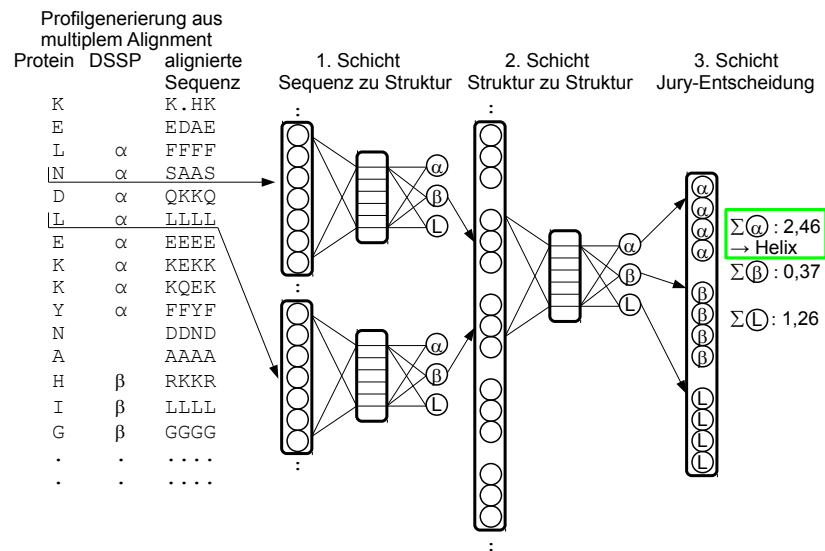 Profilgenerierung aus
multiplem Alignment
Protein DSSP alignierte
Sequenz
1. Schicht
Sequenz zu Struktur
2. Schicht
Struktur zu Struktur
3. Schicht
Jury-Entscheidung
K K.HK
E EDAE
L α FFFF
N α SAAS
D α QKKQ
L α LLLL
E α EEEE
K α KEKK
K α KQEK
Y α FFYF
N DDND
A AAAA
H β RKKR
I β LLLL
G β GGGG
. . ....
. . ....
:
:
:
:
α
β
L
α
β
L
:
α
β
L
:
α
α
α
α
β
β
β
β
L
L
L
L
Σα : 2,46
→ Helix
Σβ : 0,37
ΣL : 1,26